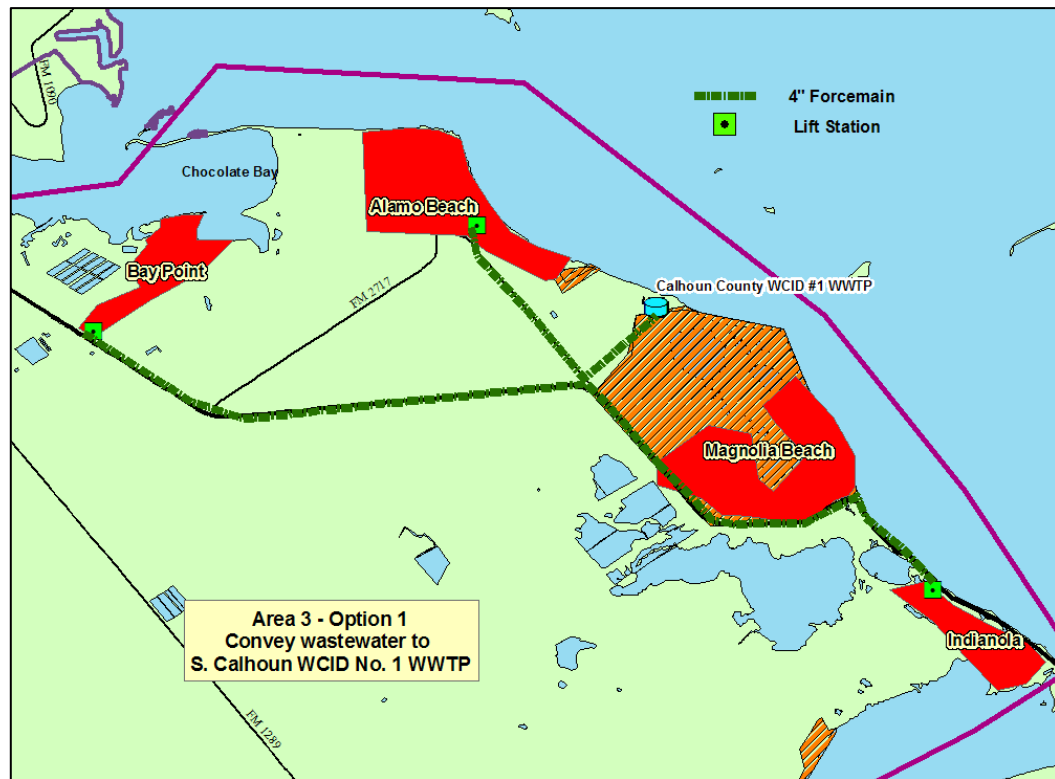 FM 1090
4" Forcemain
Lift Station
Chocolate Bay
Alamo Beach
Bay Point
FM 2717
Calhoun County WCID #1 WWTP
Magnolia Beach
Area 3 - Option 1
Convey wastewater to
S. Calhoun WCID No. 1 WWTP
Indianola
FM 1289